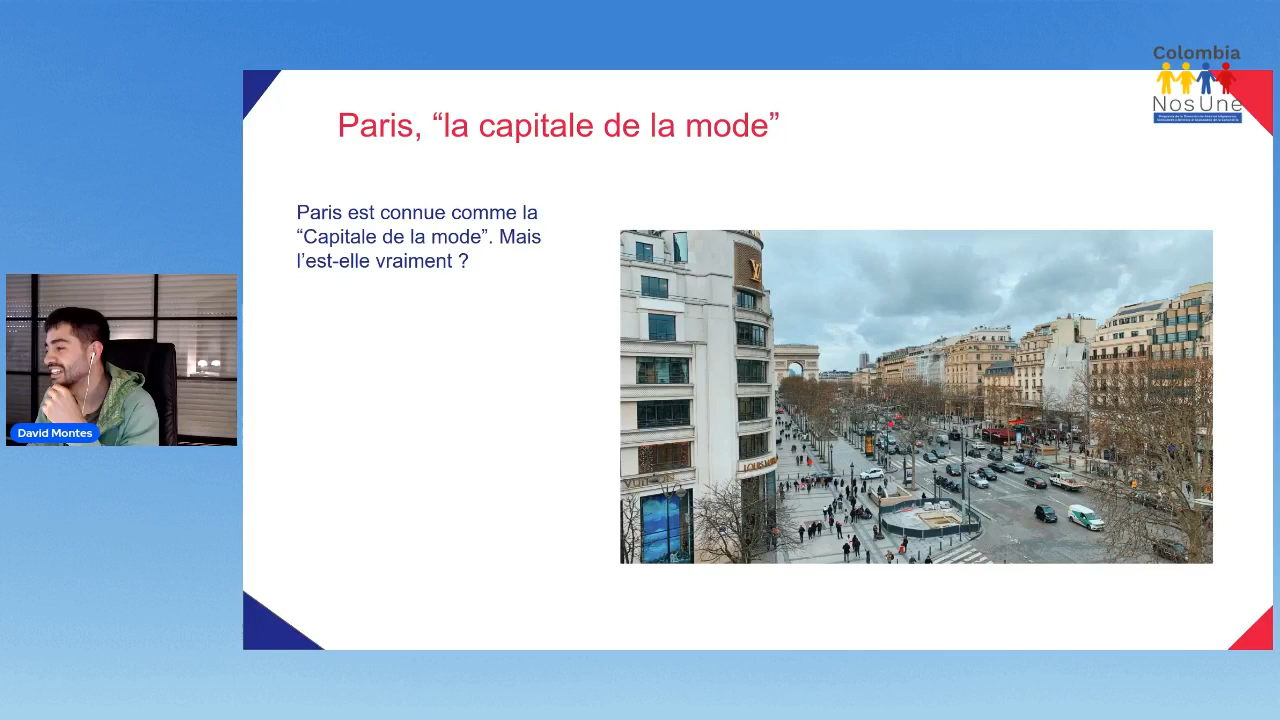 Colombia
NosUne
Paris, “la capitale de la mode”
Paris est connue comme la
“Capitale de la mode”. Mais
l’est-elle vraiment ?
LV
David Montes